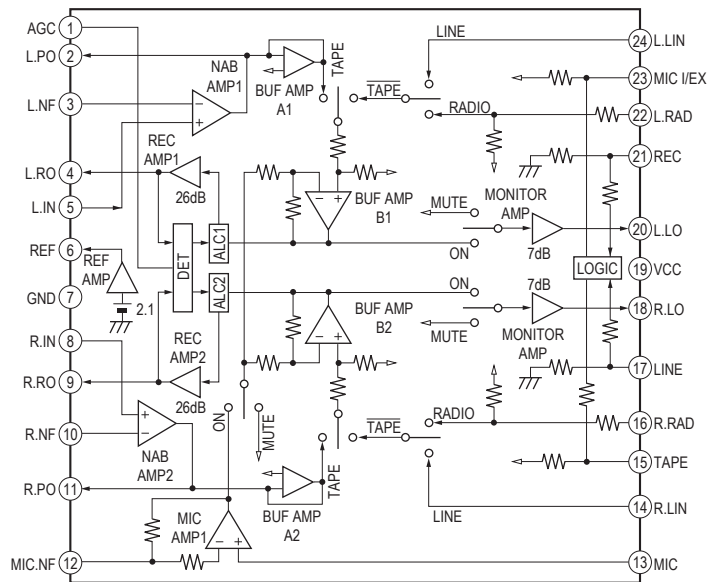 AGC 1
L.PO 2
L.NF 3
L.RO 4
L.IN 5
REF 6
GND 7
R.IN 8
R.RO 9
R.NF 10
R.PO 11
MIC.NF 12
24 L.LIN
23 MIC I/EX
22 L.RAD
21 REC
20 L.LO
19 VCC
18 R.LO
17 LINE
16 R.RAD
15 TAPE
14 R.LIN
13 MIC
NAB
AMP1
− +
BUF AMP
A1
TAPE
TAPE
LINE
RADIO
REC
AMP1
26dB
ALC1
DET
ALC2
REF
AMP
2.1
− +
BUF AMP
B1
MUTE
ON
MONITOR
AMP
7dB
LOGIC
ON
MUTE
7dB
MONITOR
AMP
BUF AMP
B2
− +
REC
AMP2
26dB
ON
MUTE
+ −
NAB
AMP2
BUF AMP
A2
TAPE
TAPE
RADIO
LINE
MIC
AMP1
− +